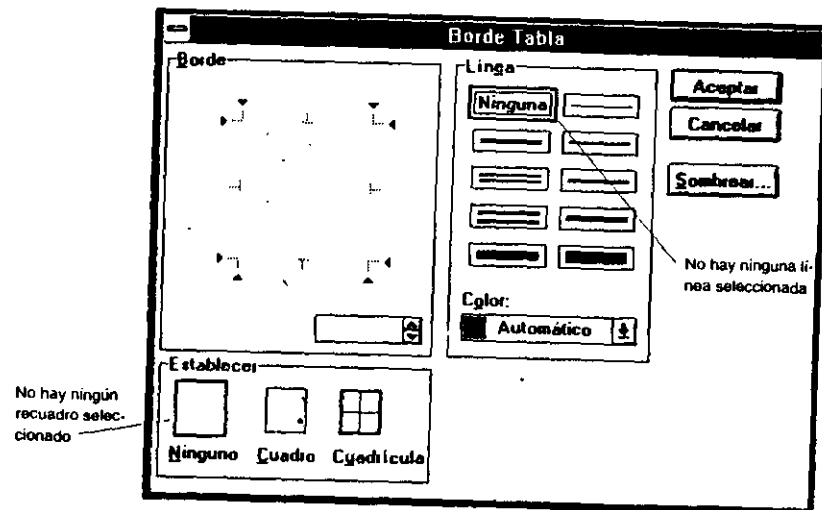 Borde Tabla
Borde
Línea
Ninguna
Aceptar
Cancelar
Sombrear...
No hay ninguna lí-
nea seleccionada
Color:
Automático
Establecer
No hay ningún
recuadro selec-
cionado
Ninguno
Cuadro
Cuadrícula